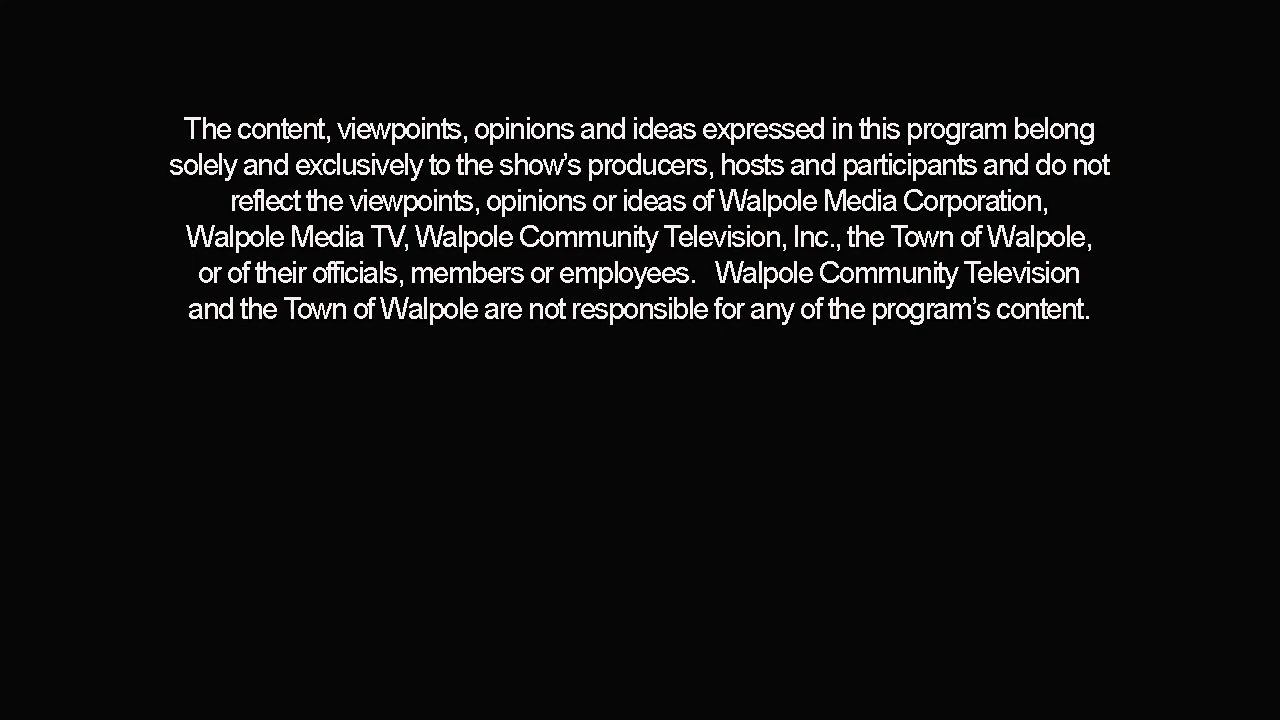 The content, viewpoints, opinions and ideas expressed in this program belong
solely and exclusively to the show’s producers, hosts and participants and do not
reflect the viewpoints, opinions or ideas of Walpole Media Corporation,
Walpole Media TV, Walpole Community Television, Inc., the Town of Walpole,
or of their officials, members or employees.   Walpole Community Television
and the Town of Walpole are not responsible for any of the program’s content.